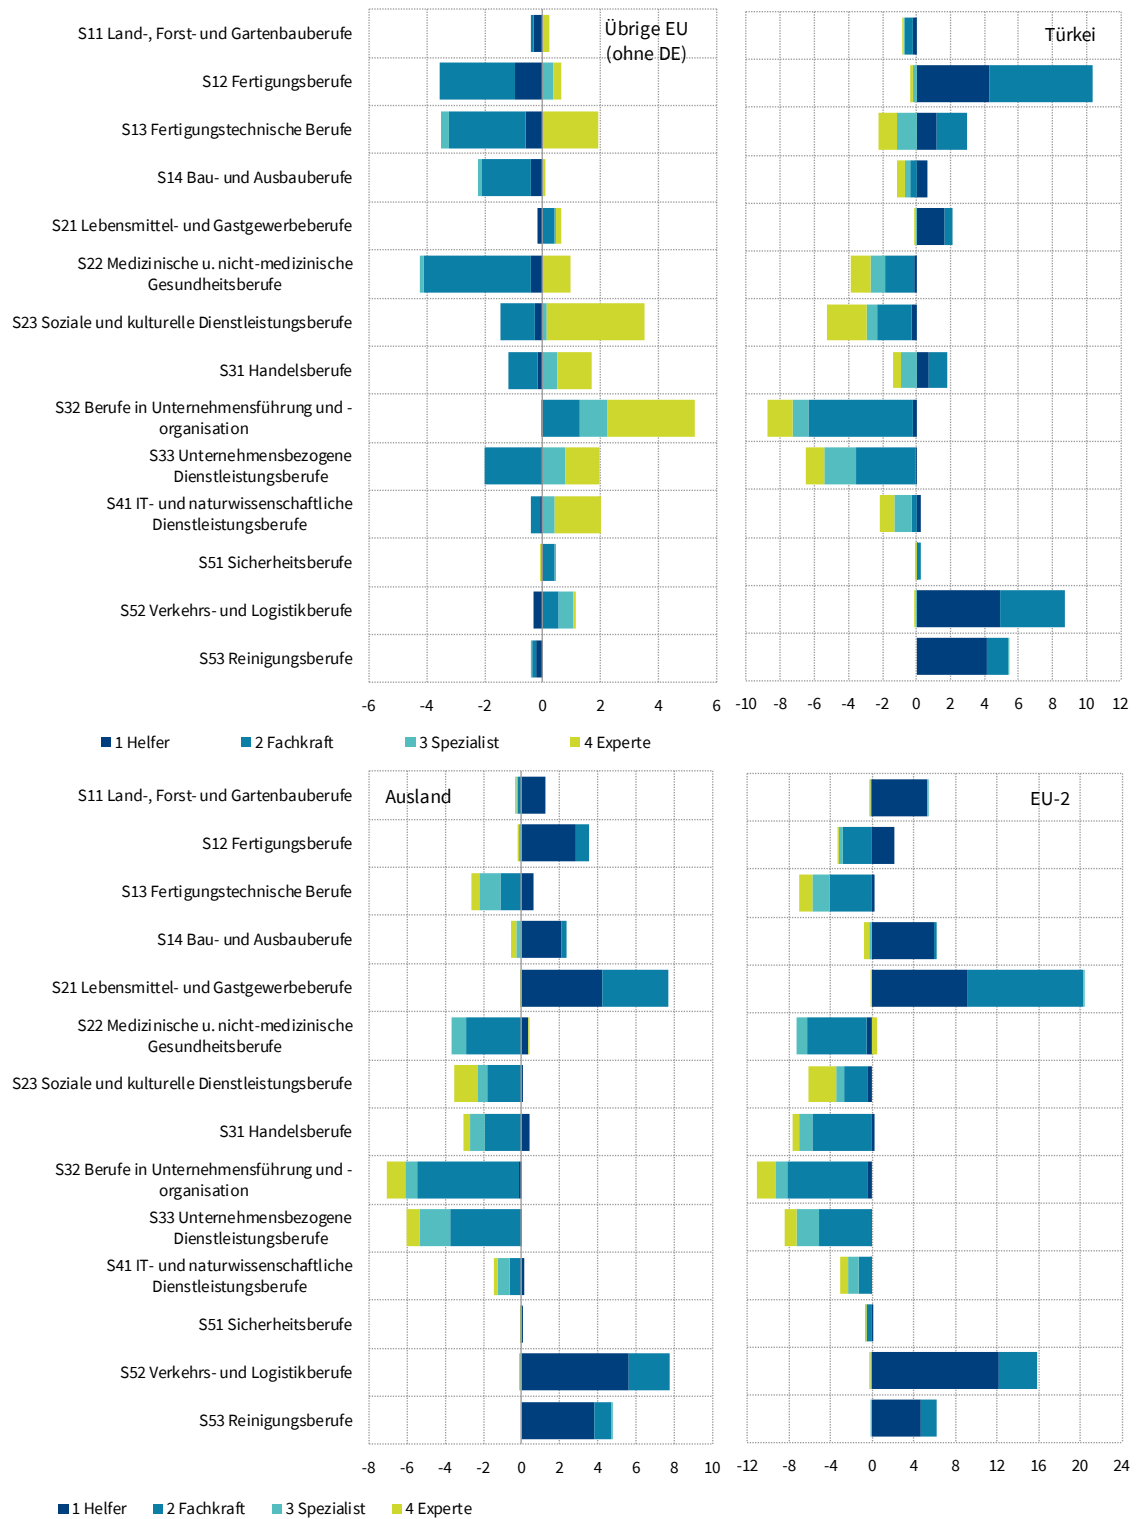 Übrige EU
(ohne DE)
Türkei
S11 Land-, Forst- und Gartenbauberufe
S12 Fertigungsberufe
S13 Fertigungstechnische Berufe
S14 Bau- und Ausbauberufe
S21 Lebensmittel- und Gastgewerbeberufe
S22 Medizinische u. nicht-medizinische
Gesundheitsberufe
S23 Soziale und kulturelle Dienstleistungsberufe
S31 Handelsberufe
S32 Berufe in Unternehmensführung und -
organisation
S33 Unternehmensbezogene
Dienstleistungsberufe
S41 IT- und naturwissenschaftliche
Dienstleistungsberufe
S51 Sicherheitsberufe
S52 Verkehrs- und Logistikberufe
S53 Reinigungsberufe
-6 -4 -2 0 2 4 6
-10 -8 -6 -4 -2 0 2 4 6 8 10 12
1 Helfer 2 Fachkraft 3 Spezialist 4 Experte
Ausland
EU-2
S11 Land-, Forst- und Gartenbauberufe
S12 Fertigungsberufe
S13 Fertigungstechnische Berufe
S14 Bau- und Ausbauberufe
S21 Lebensmittel- und Gastgewerbeberufe
S22 Medizinische u. nicht-medizinische
Gesundheitsberufe
S23 Soziale und kulturelle Dienstleistungsberufe
S31 Handelsberufe
S32 Berufe in Unternehmensführung und -
organisation
S33 Unternehmensbezogene
Dienstleistungsberufe
S41 IT- und naturwissenschaftliche
Dienstleistungsberufe
S51 Sicherheitsberufe
S52 Verkehrs- und Logistikberufe
S53 Reinigungsberufe
-8 -6 -4 -2 0 2 4 6 8 10
-12 -8 -4 0 4 8 12 16 20 24
1 Helfer 2 Fachkraft 3 Spezialist 4 Experte